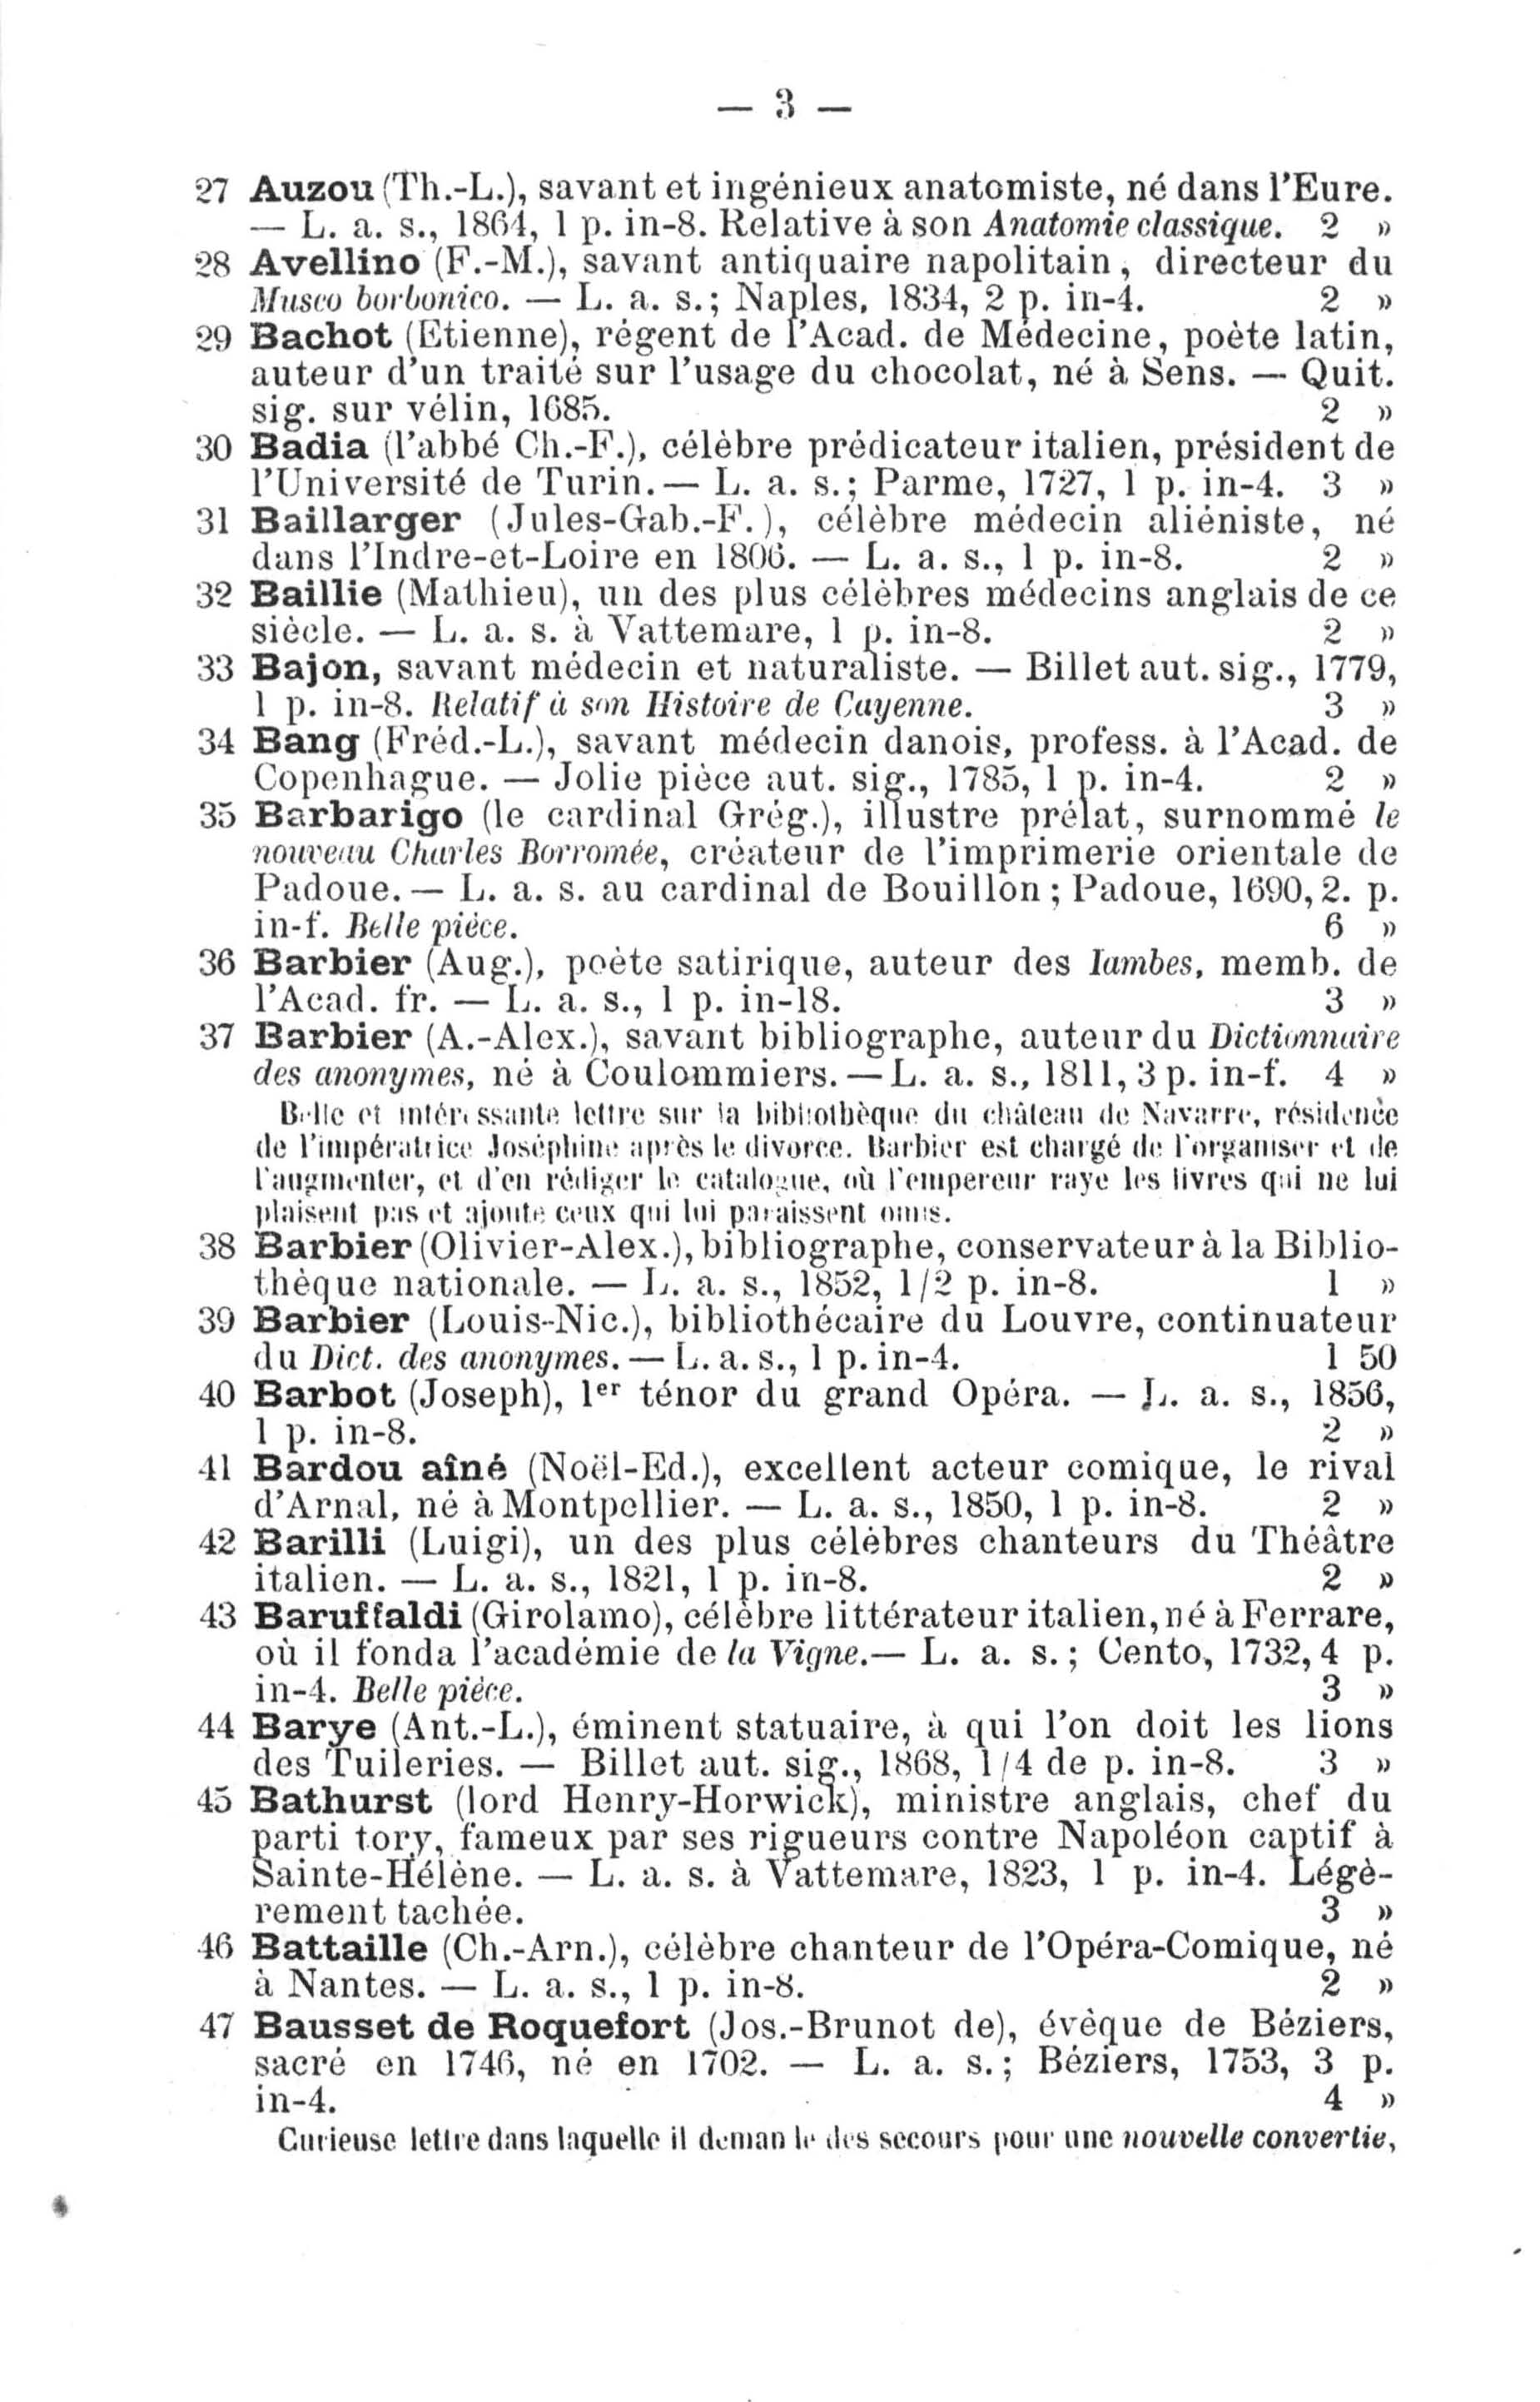 — 3 —
27 Auzou (Th.-L.), savant et ingénieux anatomiste, né dans l'Eure.
— L. a. s., 1864, 1 p. in-8. Relative à son Anatomie classique. 2 »
28 Avellino (F.-M.), savant antiquaire napolitain, directeur du
Museo borbonico. — L. a. s.; Naples, 1834, 2 p. in-4. 2 »
29 Bachot (Etienne), régent de l'Acad. de Médecine, poète latin,
auteur d'un traité sur l'usage du chocolat, né à Sens. — Quit.
sig. sur vélin, 1685. 2 »
30 Badia (l'abbé Ch.-F.), célèbre prédicateur italien, président de
l'Université de Turin. — L. a. s.; Parme, 1727, 1 p. in-4. 3 »
31 Baillarger (Jules-Gab.-F.), célèbre médecin aliéniste, né
dans l'Indre-et-Loire en 1806. — L. a. s., 1 p. in-8. 2 »
32 Baillie (Mathieu), un des plus célèbres médecins anglais de ce
siècle. — L. a. s. à Vattemare, 1 p. in-8. 2 »
33 Bajon, savant médecin et naturaliste. — Billet aut. sig., 1779,
1 p. in-8. Relatif à son Histoire de Cayenne. 3 »
34 Bang (Fréd.-L.), savant médecin danois, profess. à l'Acad. de
Copenhague. — Jolie pièce aut. sig., 1785, 1 p. in-4. 2 »
35 Barbarigo (le cardinal Grég.), illustre prélat, surnommé le
nouveau Charles Borromée, créateur de l'imprimerie orientale de
Padoue. — L. a. s. au cardinal de Bouillon; Padoue, 1690, 2. p.
in-f. Belle pièce. 6 »
36 Barbier (Aug.), poète satirique, auteur des Iambes, memb. de
l'Acad. fr. — L. a. s., 1 p. in-18. 3 »
37 Barbier (A.-Alex.), savant bibliographe, auteur du Dictionnaire
des anonymes, né à Coulommiers. — L. a. s., 1811, 3 p. in-f. 4 »
Belle et intéressante lettre sur la bibliothèque du château de Navarre, résidence
de l'impératrice Joséphine après le divorce. Barbier est chargé de l'organiser et de
l'augmenter, et d'en rédiger le catalogue, où l'empereur raye les livres qui ne lui
plaisent pas et ajoute ceux qui lui paraissent omis.
38 Barbier (Olivier-Alex.), bibliographe, conservateur à la Biblio-
thèque nationale. — L. a. s., 1852, 1/2 p. in-8. 1 »
39 Barbier (Louis-Nic.), bibliothécaire du Louvre, continuateur
du Dict. des anonymes. — L. a. s., 1 p. in-4. 1 50
40 Barbot (Joseph), 1er ténor du grand Opéra. — L. a. s., 1856,
1 p. in-8. 2 »
41 Bardou aîné (Noël-Ed.), excellent acteur comique, le rival
d'Arnal, né à Montpellier. — L. a. s., 1850, 1 p. in-8. 2 »
42 Barilli (Luigi), un des plus célèbres chanteurs du Théâtre
italien. — L. a. s., 1821, 1 p. in-8. 2 »
43 Baruffaldi (Girolamo), célèbre littérateur italien, né à Ferrare,
où il fonda l'académie de la Vigne. — L. a. s.; Cento, 1732, 4 p.
in-4. Belle pièce. 3 »
44 Barye (Ant.-L.), éminent statuaire, à qui l'on doit les lions
des Tuileries. — Billet aut. sig., 1868, 1/4 de p. in-8. 3 »
45 Bathurst (lord Henry-Horwick), ministre anglais, chef du
parti tory, fameux par ses rigueurs contre Napoléon captif à
Sainte-Hélène. — L. a. s. à Vattemare, 1823, 1 p. in-4. Légè-
rement tachée. 3 »
46 Battaille (Ch.-Arn.), célèbre chanteur de l'Opéra-Comique, né
à Nantes. — L. a. s., 1 p. in-8. 2 »
47 Bausset de Roquefort (Jos.-Brunot de), évèque de Béziers,
sacré en 1746, né en 1702. — L. a. s.; Béziers, 1753, 3 p.
in-4. 4 »
Curieuse lettre dans laquelle il demande des secours pour une nouvelle convertie,